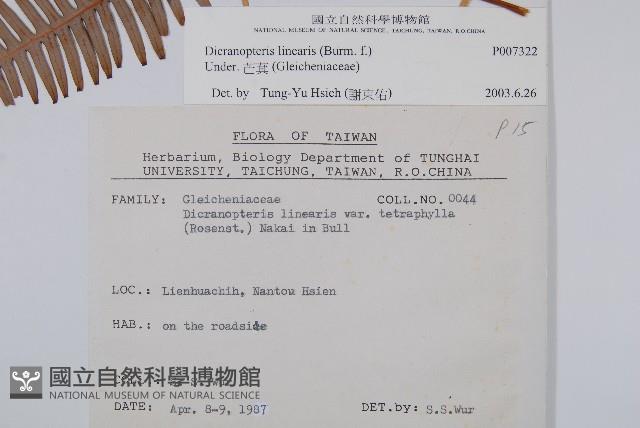 國立自然科學博物館
NATIONAL MUSEUM OF NATURAL SCIENCE, TAICHUNG, TAIWAN, R.O.CHINA
Dicranopteris linearis (Burm. f.) P007322
Under. 芒萁 (Gleicheniaceae)
Det. by Tung-Yu Hsieh (謝東佑) 2003.6.26
P 15
FLORA OF TAIWAN
Herbarium, Biology Department of TUNGHAI
UNIVERSITY, TAICHUNG, TAIWAN, R.O.CHINA
FAMILY: Gleicheniaceae COLL.NO. 0044
Dicranopteris linearis var. tetraphylla
(Rosenst.) Nakai in Bull
LOC.: Lienhuachih, Nantou Hsien
HAB.: on the roadside
國立自然科學博物館
NATIONAL MUSEUM OF NATURAL SCIENCE
DATE: Apr. 8-9, 1987 DET.by: S.S.Wur